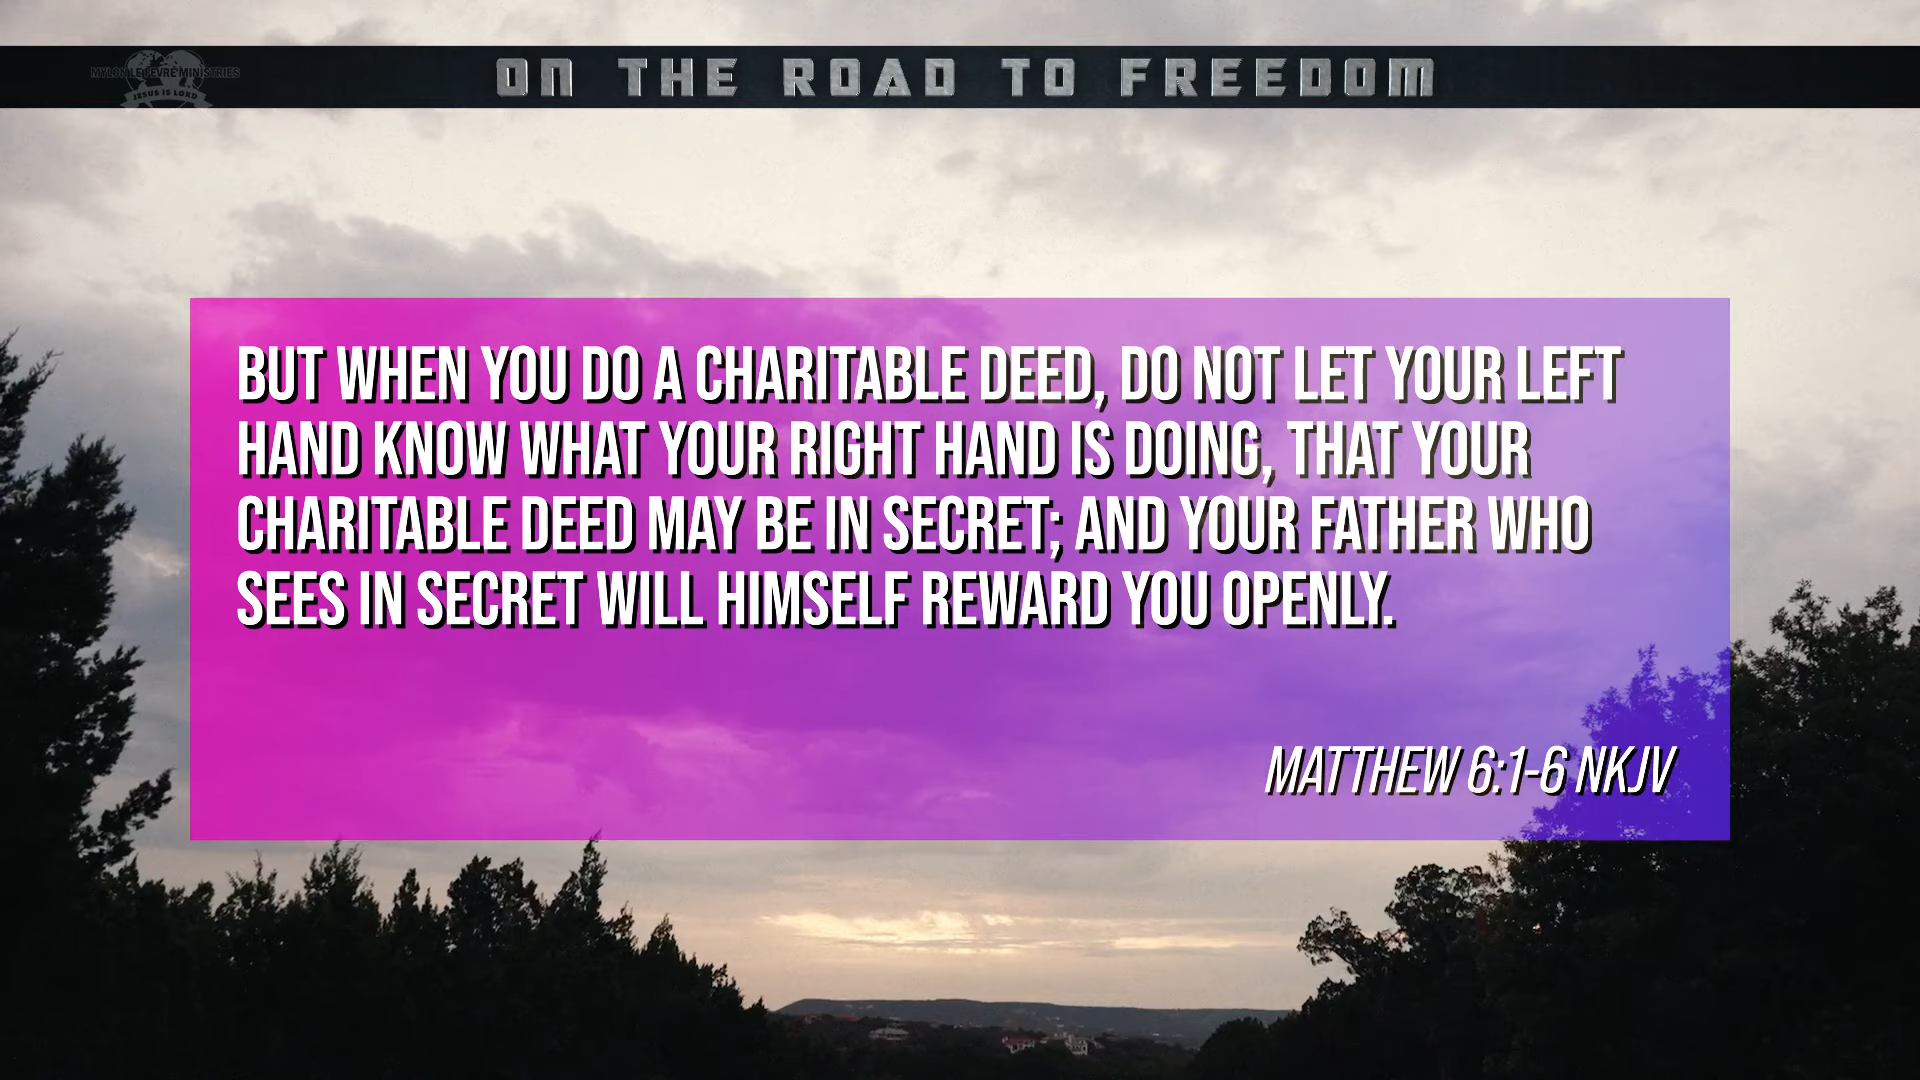 MYLON LE FEVRE MINISTRIES
JESUS IS LORD
ON THE ROAD TO FREEDOM
BUT WHEN YOU DO A CHARITABLE DEED, DO NOT LET YOUR LEFT
HAND KNOW WHAT YOUR RIGHT HAND IS DOING, THAT YOUR
CHARITABLE DEED MAY BE IN SECRET; AND YOUR FATHER WHO
SEES IN SECRET WILL HIMSELF REWARD YOU OPENLY.
MATTHEW 6:1-6 NKJV